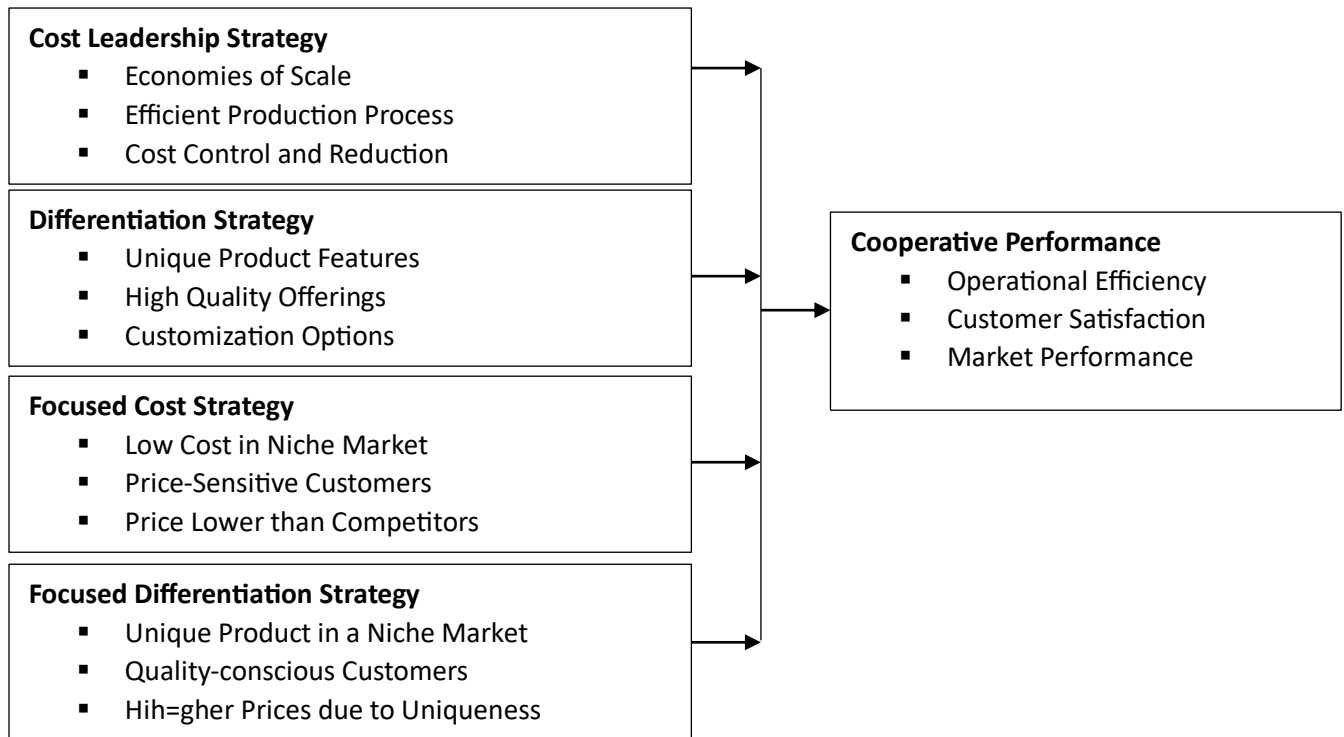 Cost Leadership Strategy
▪ Economies of Scale
▪ Efficient Production Process
▪ Cost Control and Reduction
Differentiation Strategy
▪ Unique Product Features
▪ High Quality Offerings
▪ Customization Options
Focused Cost Strategy
▪ Low Cost in Niche Market
▪ Price-Sensitive Customers
▪ Price Lower than Competitors
Focused Differentiation Strategy
▪ Unique Product in a Niche Market
▪ Quality-conscious Customers
▪ Hih=gher Prices due to Uniqueness
Cooperative Performance
▪ Operational Efficiency
▪ Customer Satisfaction
▪ Market Performance